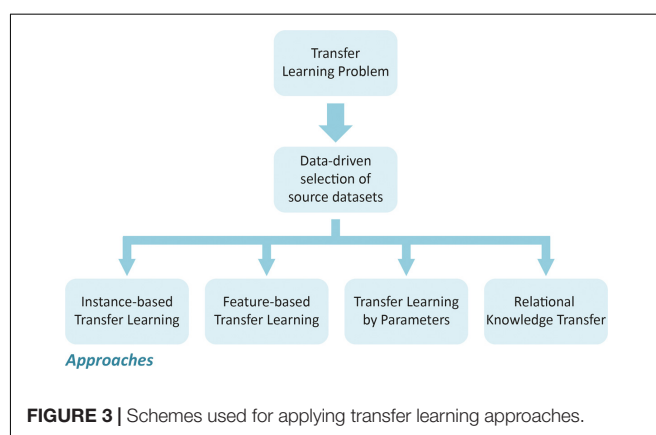 Transfer
Learning Problem
Data-driven
selection of
source datasets
Instance-based
Transfer Learning
Feature-based
Transfer Learning
Transfer Learning
by Parameters
Relational
Knowledge Transfer
Approaches
FIGURE 3 | Schemes used for applying transfer learning approaches.